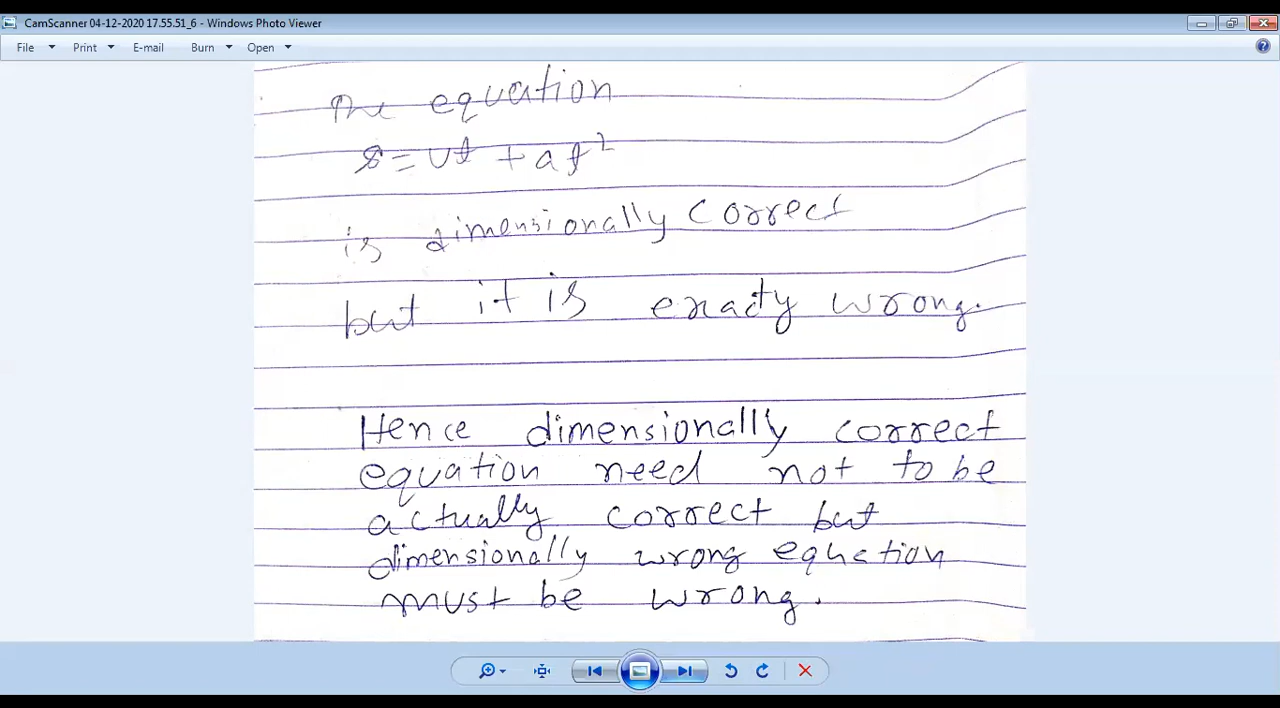 CamScanner 04-12-2020 17.55.51_6 - Windows Photo Viewer
File Print E-mail Burn Open
The equation
s = ut + at²
is dimensionally correct
but it is exacty wrong.
Hence dimensionally correct
equation need not to be
actually correct but
dimensionally wrong equation
must be wrong.